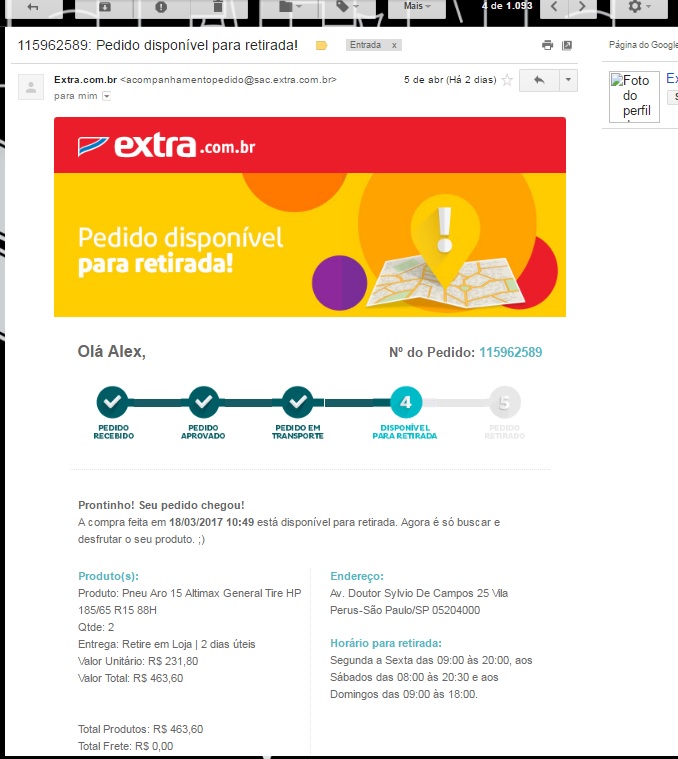 Mais
4 de 1.093
115962589: Pedido disponível para retirada!
Entrada x
Página do Google
Extra.com.br <acompanhamentopedido@sac.extra.com.br>
5 de abr (Há 2 dias)
para mim
Foto
do
perfil
extra.com.br
Pedido disponível
para retirada!
Olá Alex,
Nº do Pedido: 115962589
4
5
PEDIDO
RECEBIDO
PEDIDO
APROVADO
PEDIDO EM
TRANSPORTE
DISPONÍVEL
PARA RETIRADA
PEDIDO
RETIRADO
Prontinho! Seu pedido chegou!
A compra feita em 18/03/2017 10:49 está disponível para retirada. Agora é só buscar e
desfrutar o seu produto. ;)
Produto(s):
Produto: Pneu Aro 15 Altimax General Tire HP
185/65 R15 88H
Qtde: 2
Entrega: Retire em Loja | 2 dias úteis
Valor Unitário: R$ 231,80
Valor Total: R$ 463,60
Total Produtos: R$ 463,60
Total Frete: R$ 0,00
Endereço:
Av. Doutor Sylvio De Campos 25 Vila
Perus-São Paulo/SP 05204000
Horário para retirada:
Segunda a Sexta das 09:00 às 20:00, aos
Sábados das 08:00 às 20:30 e aos
Domingos das 09:00 às 18:00.